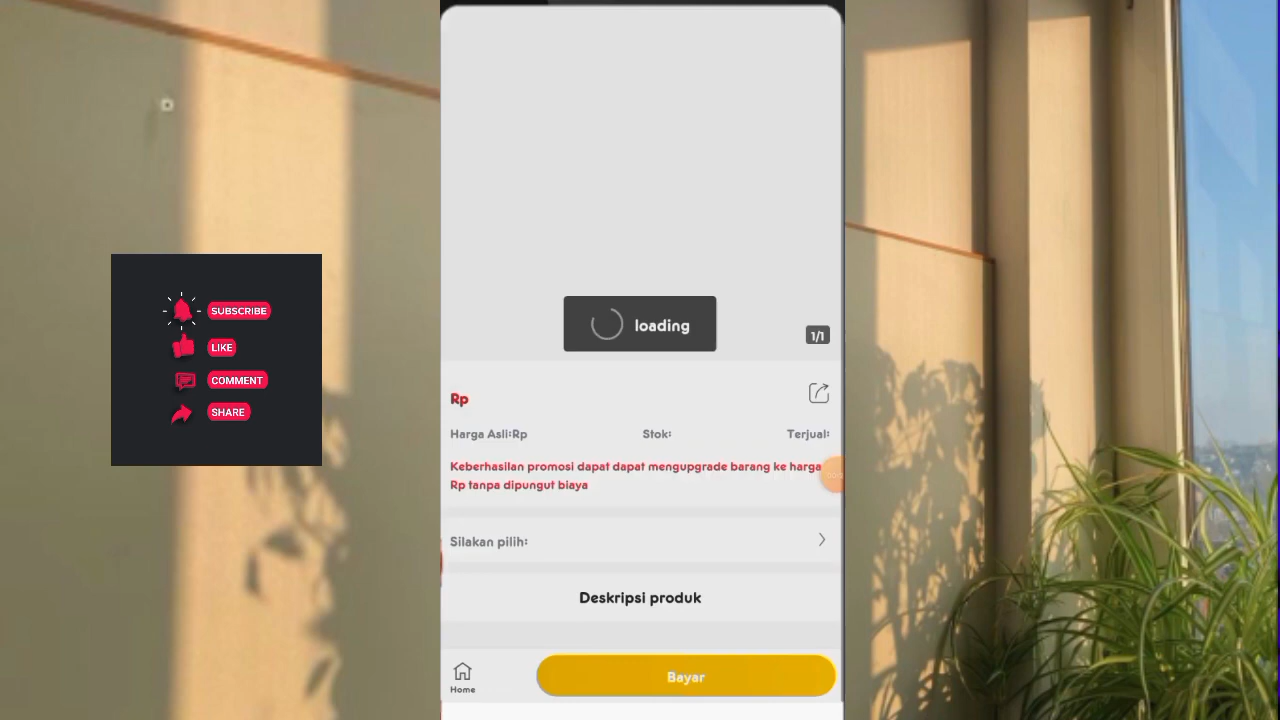 SUBSCRIBE
LIKE
COMMENT
SHARE
loading
1/1
Rp
Harga Asli:Rp Stok: Terjual:
Keberhasilan promosi dapat dapat mengupgrade barang ke harga
Rp tanpa dipungut biaya
Silakan pilih:
Deskripsi produk
Home
Bayar